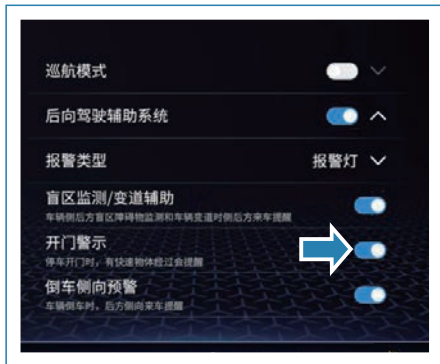 巡航模式
后向驾驶辅助系统
报警类型 报警灯
盲区监测/变道辅助
车辆侧后方盲区障碍物监测和车辆变道时侧后方来车提醒
开门警示
停车开门时，有快速物体经过会提醒
倒车侧向预警
车辆倒车时，后方侧向来车提醒